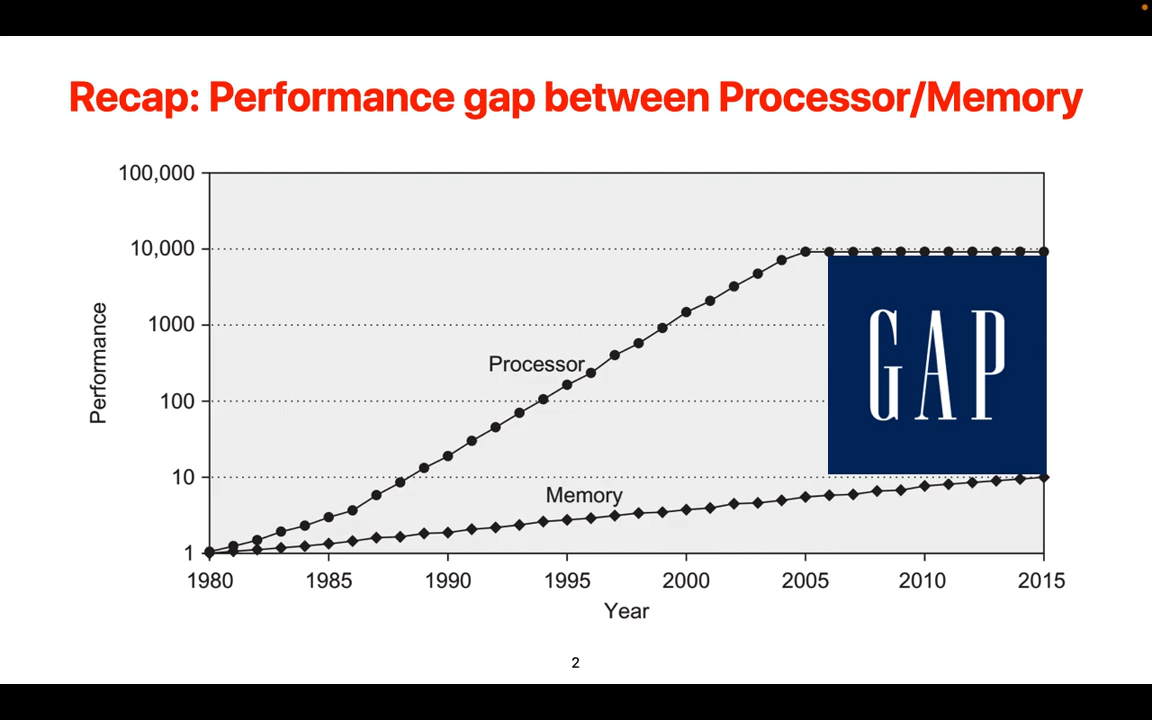 Recap: Performance gap between Processor/Memory
100,000
10,000
1000
100
10
1
Performance
Processor
Memory
GAP
1980 1985 1990 1995 2000 2005 2010 2015
Year
2